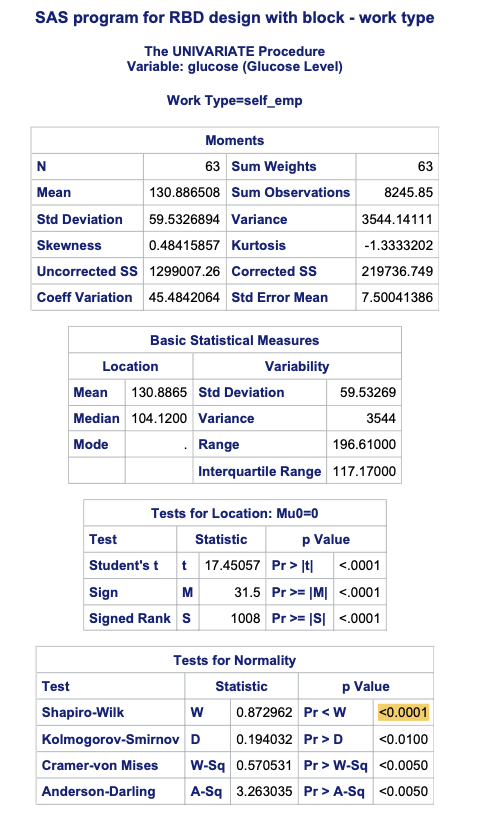 SAS program for RBD design with block - work type
The UNIVARIATE Procedure
Variable: glucose (Glucose Level)
Work Type=self_emp
Moments
N 63 Sum Weights 63
Mean 130.886508 Sum Observations 8245.85
Std Deviation 59.5326894 Variance 3544.14111
Skewness 0.48415857 Kurtosis -1.3333202
Uncorrected SS 1299007.26 Corrected SS 219736.749
Coeff Variation 45.4842064 Std Error Mean 7.50041386
Basic Statistical Measures
Location Variability
Mean 130.8865 Std Deviation 59.53269
Median 104.1200 Variance 3544
Mode . Range 196.61000
Interquartile Range 117.17000
Tests for Location: Mu0=0
Test Statistic p Value
Student's t t 17.45057 Pr > |t| <.0001
Sign M 31.5 Pr >= |M| <.0001
Signed Rank S 1008 Pr >= |S| <.0001
Tests for Normality
Test Statistic p Value
Shapiro-Wilk W 0.872962 Pr < W <0.0001
Kolmogorov-Smirnov D 0.194032 Pr > D <0.0100
Cramer-von Mises W-Sq 0.570531 Pr > W-Sq <0.0050
Anderson-Darling A-Sq 3.263035 Pr > A-Sq <0.0050